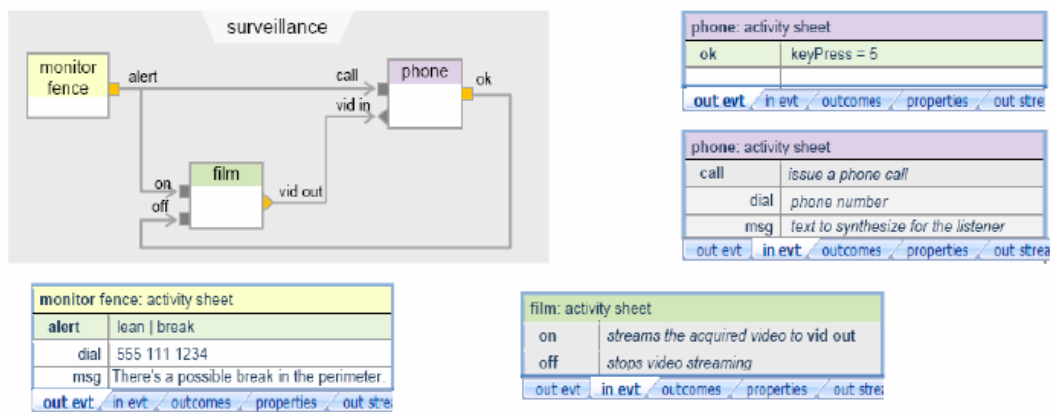 surveillance
monitor
fence
alert
call
phone
ok
vid in
film
on
vid out
off
phone: activity sheet
ok keyPress = 5
out evt in evt outcomes properties out stre
phone: activity sheet
call issue a phone call
dial phone number
msg text to synthesize for the listener
out evt in evt outcomes properties out strea
monitor fence: activity sheet
alert lean | break
dial 555 111 1234
msg There's a possible break in the perimeter.
out evt in evt outcomes properties out stre
film: activity sheet
on streams the acquired video to vid out
off stops video streaming
out evt in evt outcomes properties out strea